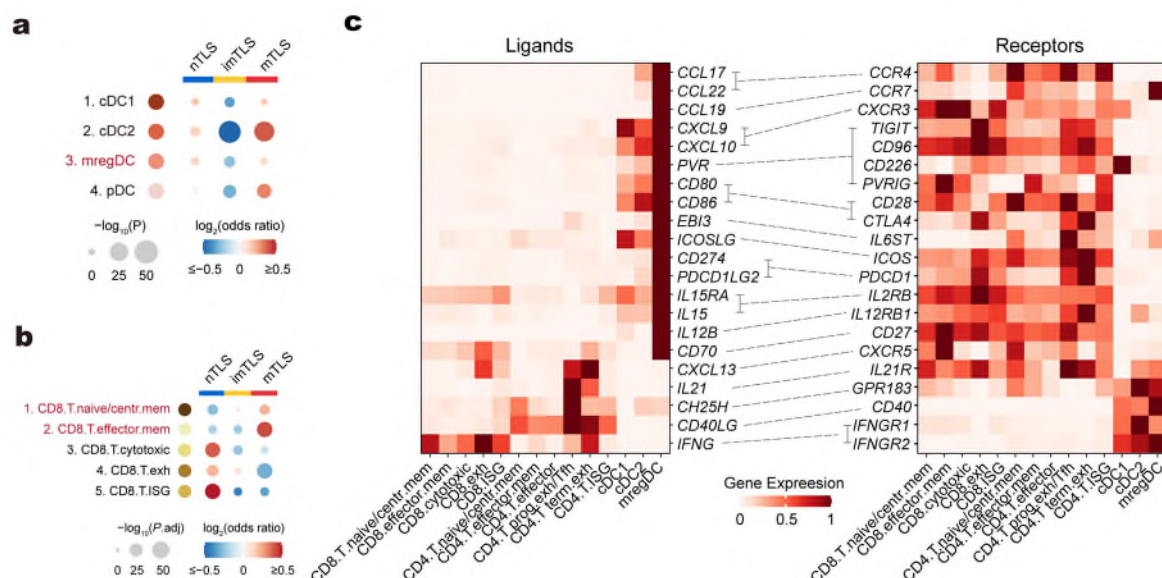 a
nTLS
imTLS
mTLS
1. cDC1
2. cDC2
3. mregDC
4. pDC
−log10(P)
0 25 50
log2(odds ratio)
≤−0.5 0 ≥0.5
b
nTLS
imTLS
mTLS
1. CD8.T.naive/centr.mem
2. CD8.T.effector.mem
3. CD8.T.cytotoxic
4. CD8.T.exh
5. CD8.T.ISG
−log10(P.adj)
0 25 50
log2(odds ratio)
≤−0.5 0 ≥0.5
c
Ligands
CCL17
CCL22
CCL19
CXCL9
CXCL10
PVR
CD80
CD86
EBI3
ICOSLG
CD274
PDCD1LG2
IL15RA
IL15
IL12B
CD70
CXCL13
IL21
CH25H
CD40LG
IFNG
CD8.T.naive/centr.mem
CD8.effector.mem
CD8.cytotoxic
CD8.exh
CD8.ISG
CD4.T.naive/centr.mem
CD4.T.effector.mem
CD4.T.effector
CD4.T.prog.exh/Tfh
CD4.T.tem.exh
CD4.T.ISG
cDC1
cDC2
mregDC
Receptors
CCR4
CCR7
CXCR3
TIGIT
CD96
CD226
PVRIG
CD28
CTLA4
IL6ST
ICOS
PDCD1
IL2RB
IL12RB1
CD27
CXCR5
IL21R
GPR183
CD40
IFNGR1
IFNGR2
CD8.T.naive/centr.mem
CD8.effector.mem
CD8.cytotoxic
CD8.exh
CD8.ISG
CD4.T.naive/centr.mem
CD4.T.effector.mem
CD4.T.effector
CD4.T.prog.exh/Tfh
CD4.T.tem.exh
CD4.T.ISG
cDC1
cDC2
mregDC
Gene Expreesion
0 0.5 1